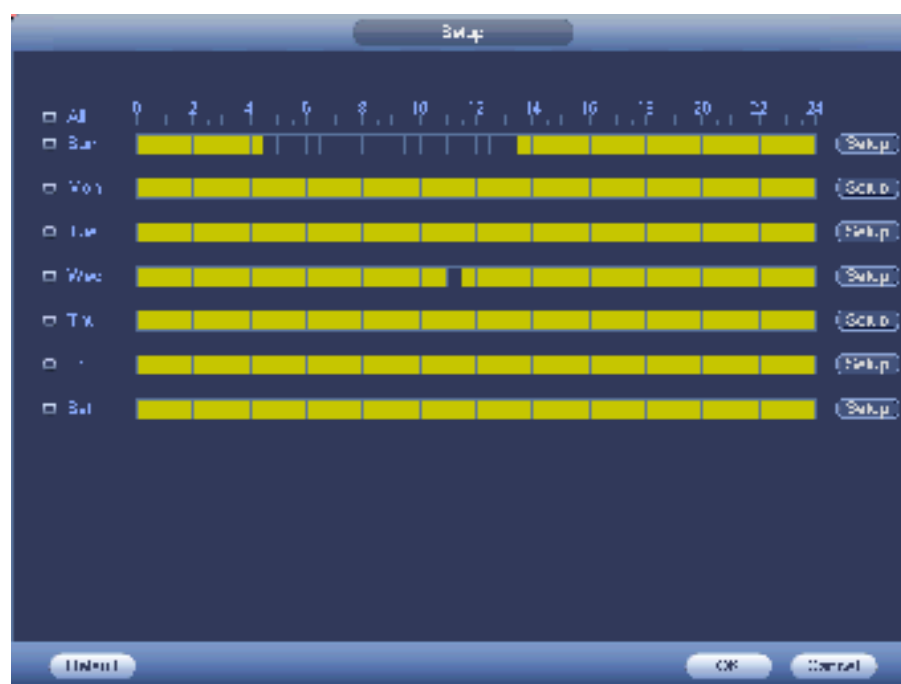 Setup
0 2 4 6 8 10 12 14 16 18 20 22 24
All
Sun Setup
Mon Setup
Tue Setup
Wed Setup
Thu Setup
Setup
Sat Setup
Default OK Cancel